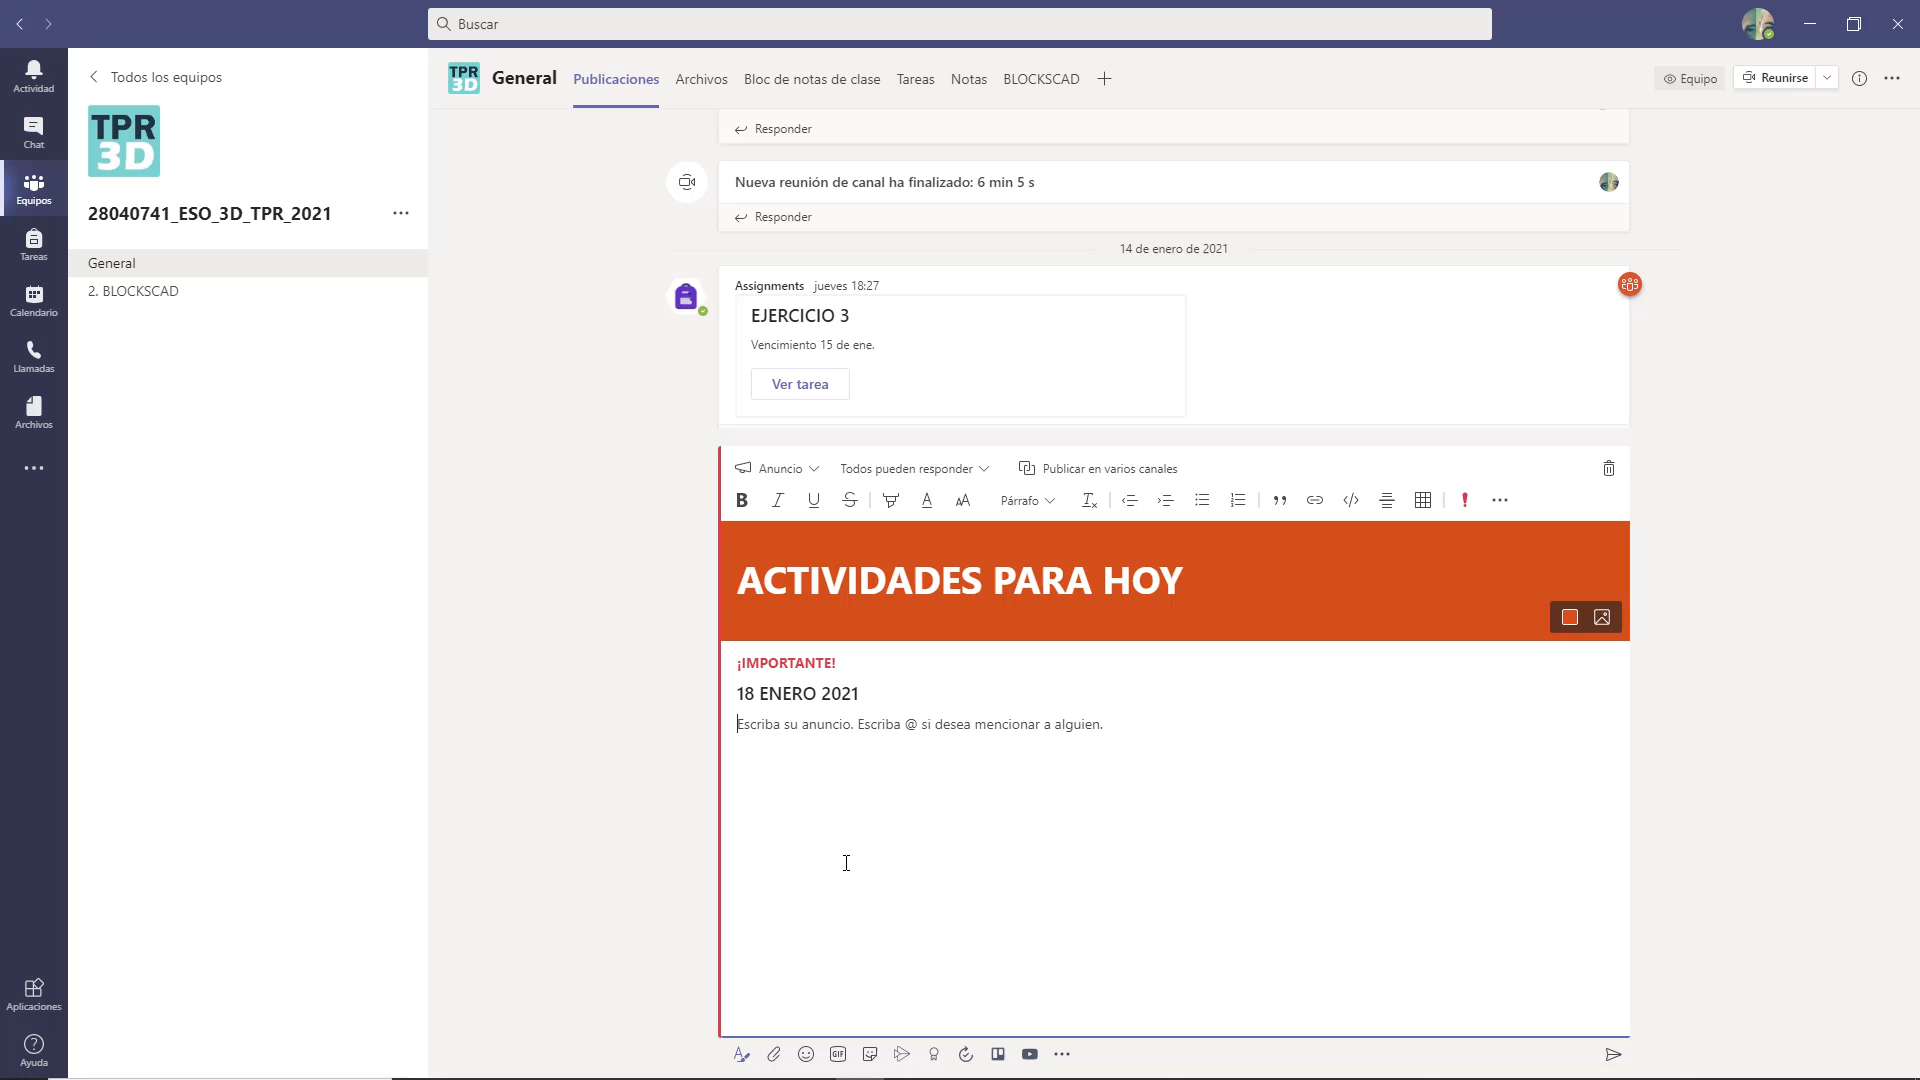 Buscar
Actividad
Chat
Equipos
Tareas
Calendario
Llamadas
Archivos
Aplicaciones
Ayuda
Todos los equipos
TPR
3D
28040741_ESO_3D_TPR_2021
General
2. BLOCKSCAD
TPR
3D
General
Publicaciones
Archivos
Bloc de notas de clase
Tareas
Notas
BLOCKSCAD
Equipo
Reunirse
Responder
Nueva reunión de canal ha finalizado: 6 min 5 s
Responder
14 de enero de 2021
Assignments jueves 18:27
EJERCICIO 3
Vencimiento 15 de ene.
Ver tarea
Anuncio
Todos pueden responder
Publicar en varios canales
B I U S A AA Párrafo
ACTIVIDADES PARA HOY
¡IMPORTANTE!
18 ENERO 2021
Escriba su anuncio. Escriba @ si desea mencionar a alguien.
GIF